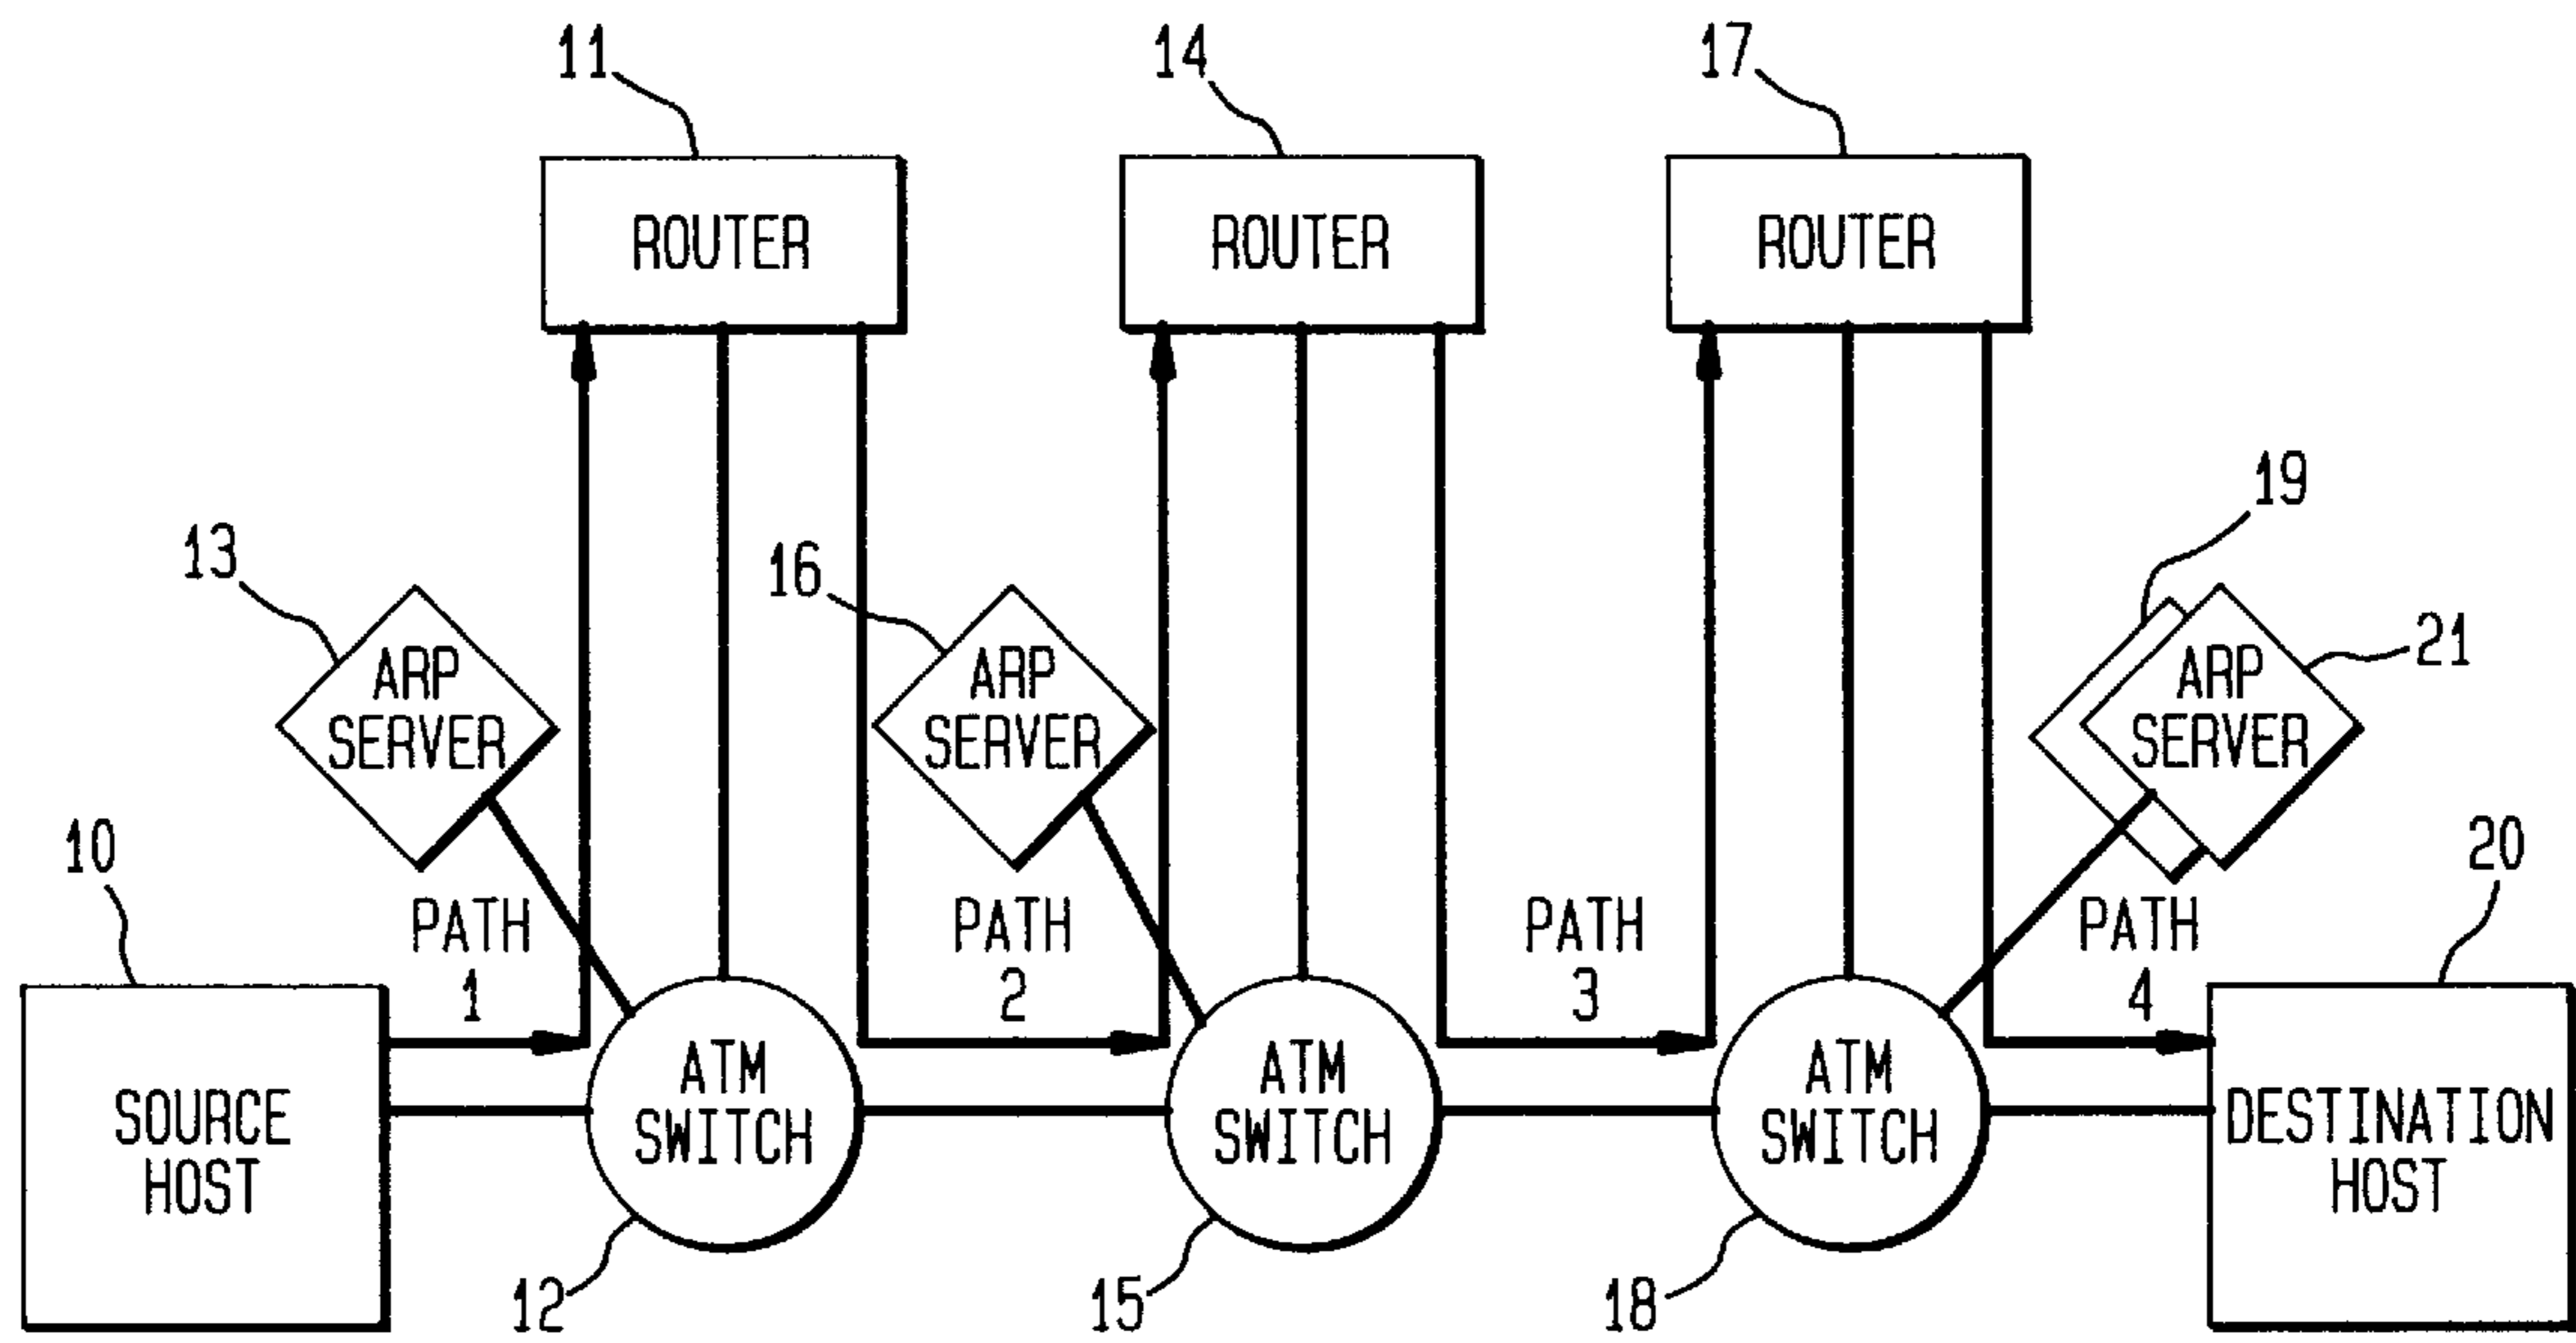 11
14
17
ROUTER
ROUTER
ROUTER
13
16
19
21
ARP
SERVER
ARP
SERVER
ARP
SERVER
10
20
PATH
1
PATH
2
PATH
3
PATH
4
SOURCE
HOST
ATM
SWITCH
ATM
SWITCH
ATM
SWITCH
DESTINATION
HOST
12
15
18